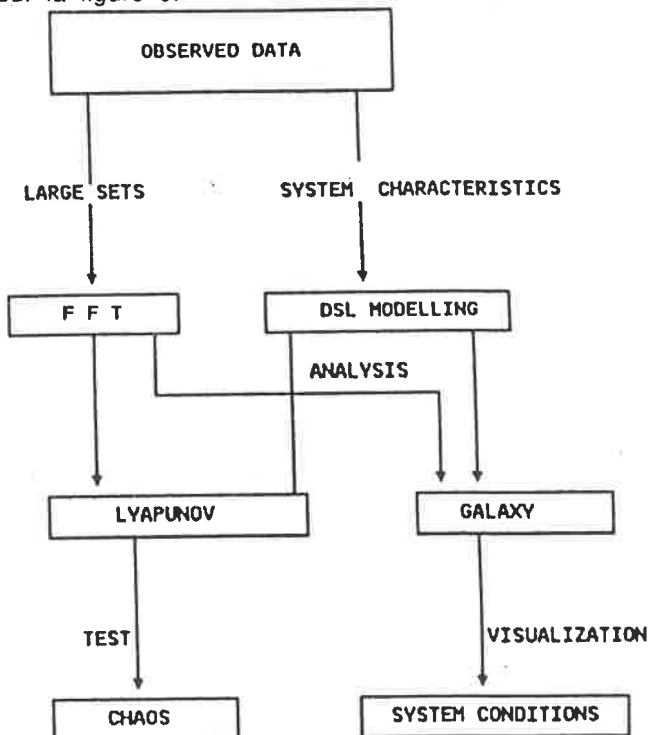 OBSERVED DATA
LARGE SETS
SYSTEM CHARACTERISTICS
F F T
DSL MODELLING
ANALYSIS
LYAPUNOV
GALAXY
TEST
VISUALIZATION
CHAOS
SYSTEM CONDITIONS